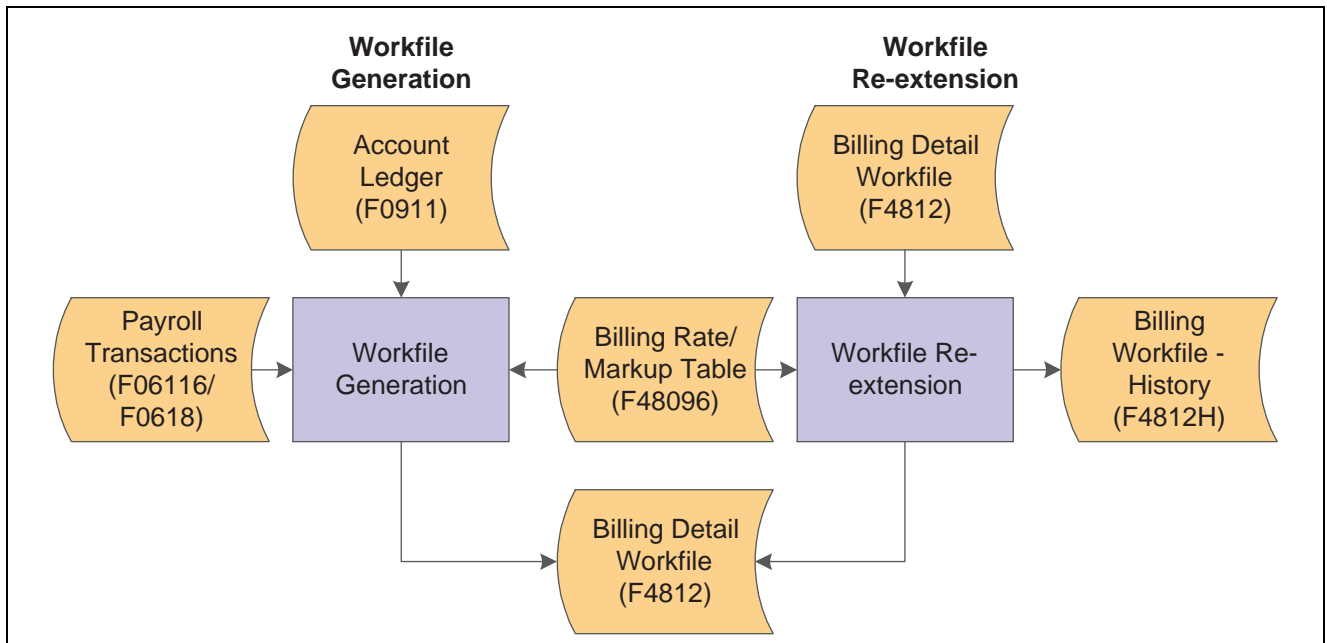 Workfile
Generation
Workfile
Re-extension
Account
Ledger
(F0911)
Billing Detail
Workfile
(F4812)
Payroll
Transactions
(F06116/
F0618)
Workfile
Generation
Billing Rate/
Markup Table
(F48096)
Workfile Re-
extension
Billing
Workfile -
History
(F4812H)
Billing Detail
Workfile
(F4812)